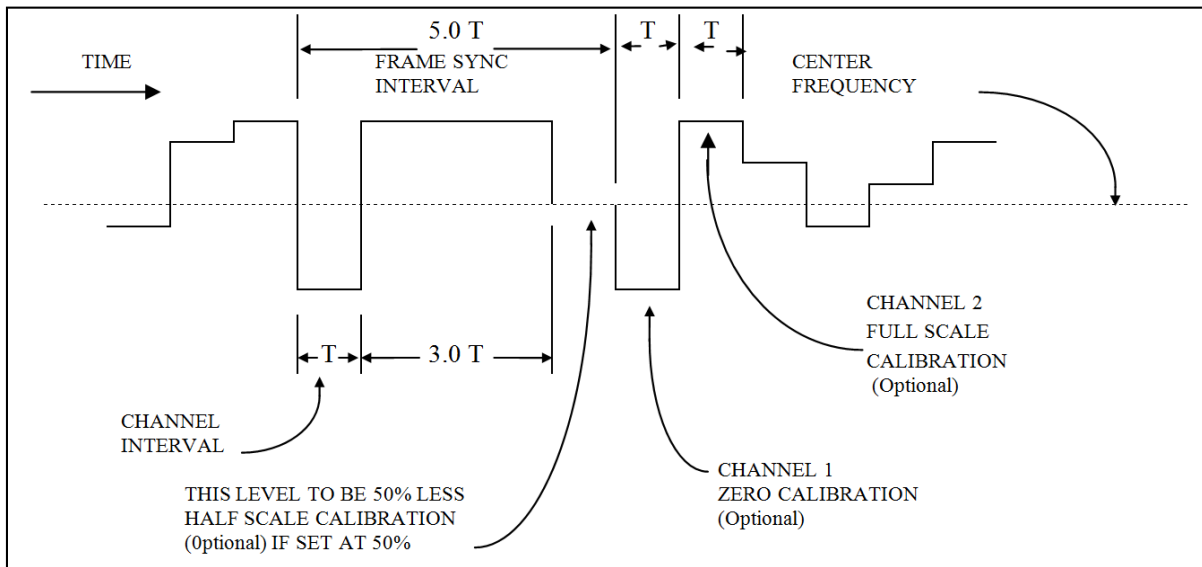 5.0 T
T
T
TIME
FRAME SYNC
INTERVAL
CENTER
FREQUENCY
T
3.0 T
CHANNEL 2
FULL SCALE
CALIBRATION
(Optional)
CHANNEL
INTERVAL
CHANNEL 1
ZERO CALIBRATION
(Optional)
THIS LEVEL TO BE 50% LESS
HALF SCALE CALIBRATION
(0ptional) IF SET AT 50%